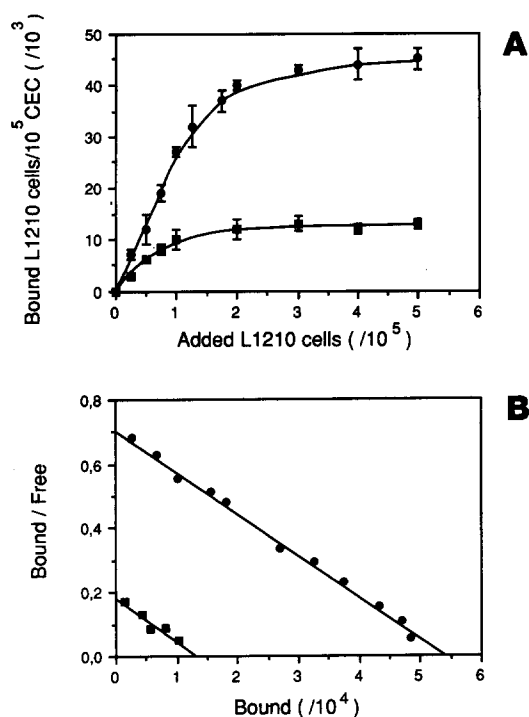 A
Bound L1210 cells/10⁵ CEC ( /10³ )
50
40
30
20
10
0
0 1 2 3 4 5 6
Added L1210 cells ( /10⁵ )
B
Bound / Free
0,8
0,6
0,4
0,2
0,0
0 1 2 3 4 5 6
Bound ( /10⁴ )